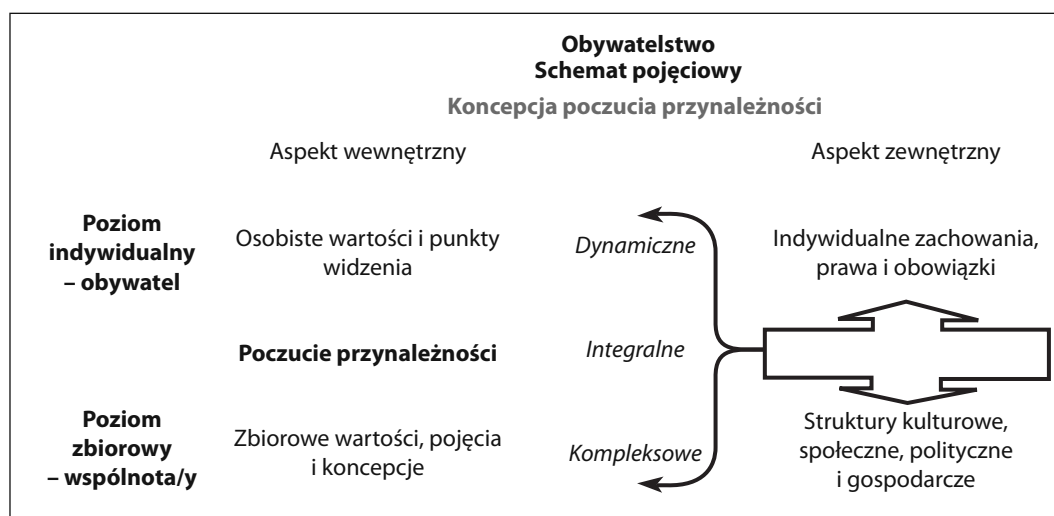 Obywatelstwo
Schemat pojęciowy
Koncepcja poczucia przynależności
Aspekt wewnętrzny
Aspekt zewnętrzny
Poziom
indywidualny
– obywatel
Osobiste wartości i punkty
widzenia
Dynamiczne
Indywidualne zachowania,
prawa i obowiązki
Poczucie przynależności
Integralne
Poziom
zbiorowy
– wspólnota/y
Zbiorowe wartości, pojęcia
i koncepcje
Kompleksowe
Struktury kulturowe,
społeczne, polityczne
i gospodarcze